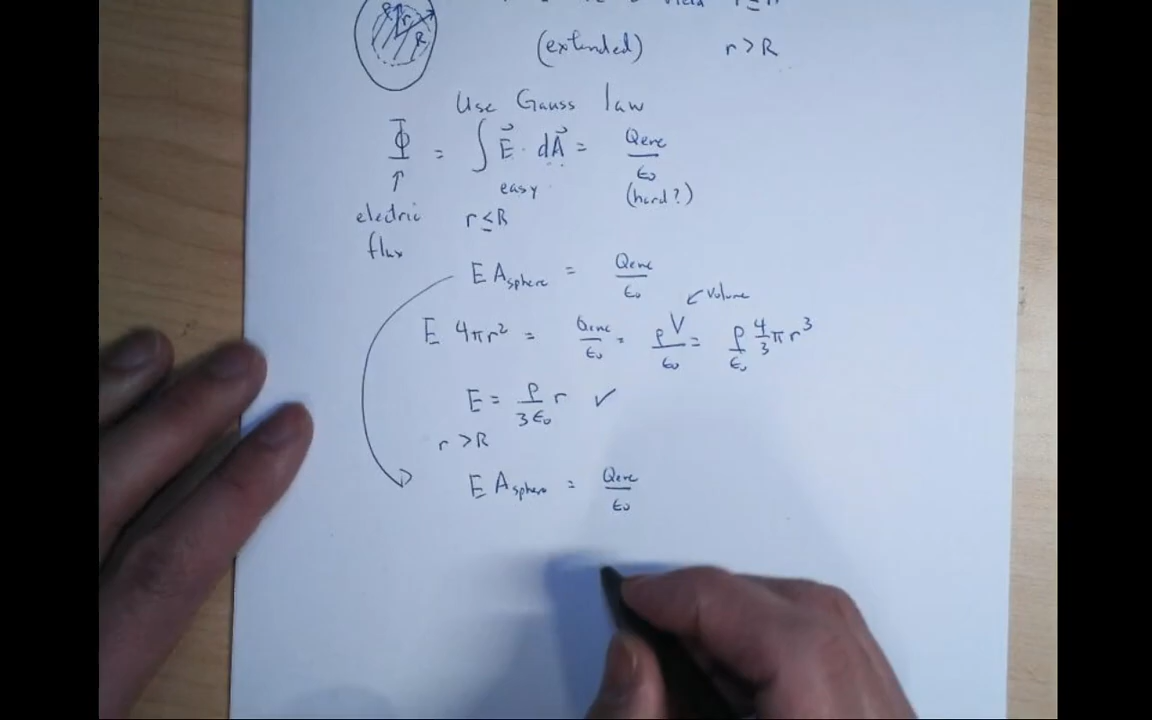 r ≤ R
(extended) r > R
R r R
Use Gauss law
Φ = ∫ E⃗ · dA⃗ = Qenc/ϵ₀
↑ easy (hard?)
electric r ≤ R
flux
E A_sphere = Qenc/ϵ₀
↙ Volume
E 4πr² = Qenc/ϵ₀ = ρV/ϵ₀ = ρ/ϵ₀ 4/3 πr³
E = ρ/3ϵ₀ r ✓
r > R
E A_sphere = Qenc/ϵ₀